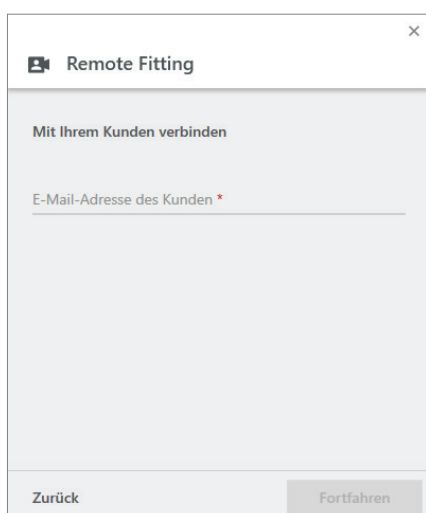 Remote Fitting
Mit Ihrem Kunden verbinden
E-Mail-Adresse des Kunden *
Zurück Fortfahren